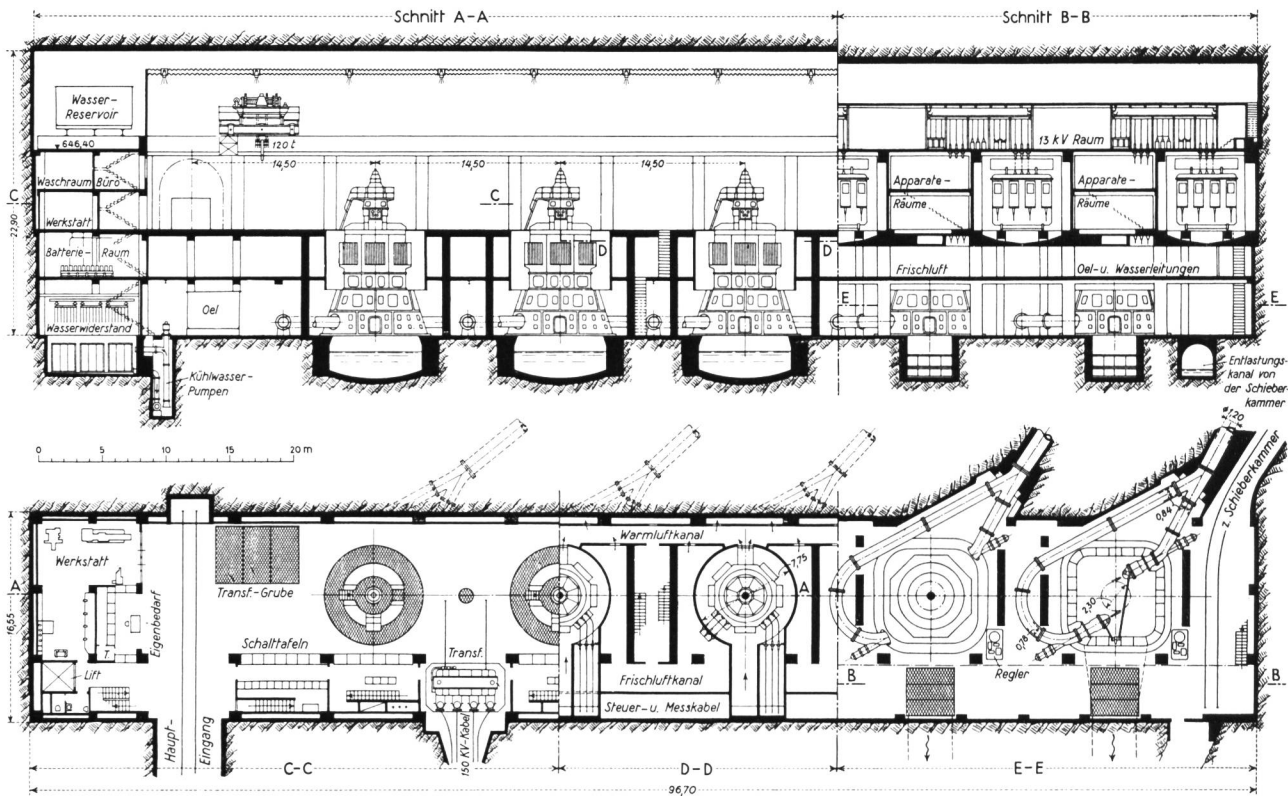 Schnitt A-A
Schnitt B-B
Wasser-
Reservoir
646,40
120 t
14,50
14,50
14,50
13 kV Raum
Waschraum
Büro
Apparate-
Räume
Apparate-
Räume
C
C
22,90
Werkstatt
Batterie-Raum
D
D
Frischluft
Oel-u. Wasserleitungen
E
E
Wasserwiderstand
Oel
Kühlwasser-
Pumpen
Entlastungs-
kanal von
der Schieber-
kammer
0 5 10 15 20 m
ø1,20
z. Schieberkammer
Warmluftkanal
0,84
Werkstatt
A
A
7,75
Transf.-Grube
Eigenbedarf
2,30
16,55
0,78
Schalttafeln
T
Transf.
Lift
Frischluftkanal
Regler
B
B
Steuer-u. Messkabel
Haupt-
Eingang
150 KV-Kabel
C-C
D-D
E-E
96,70